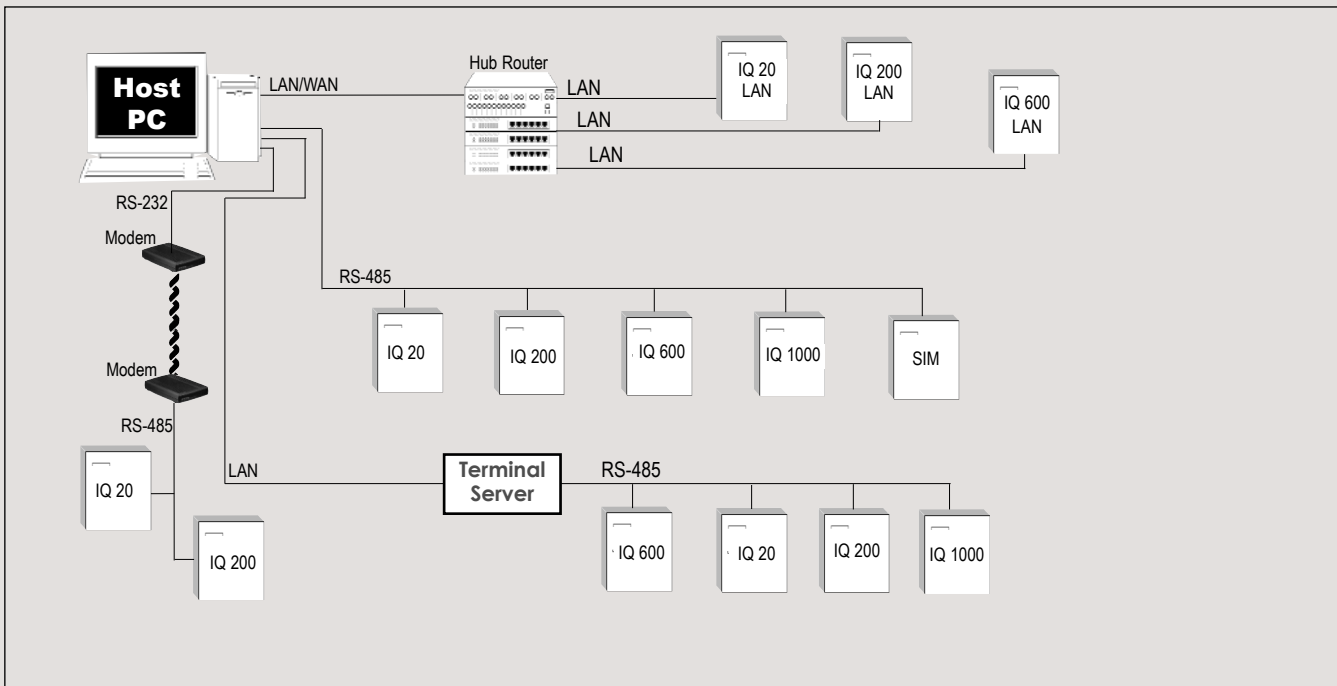 Host
PC
LAN/WAN
Hub Router
LAN
LAN
LAN
IQ 20
LAN
IQ 200
LAN
IQ 600
LAN
RS-232
Modem
Modem
RS-485
IQ 20
IQ 200
RS-485
IQ 20
IQ 200
IQ 600
IQ 1000
SIM
LAN
Terminal
Server
RS-485
IQ 600
IQ 20
IQ 200
IQ 1000